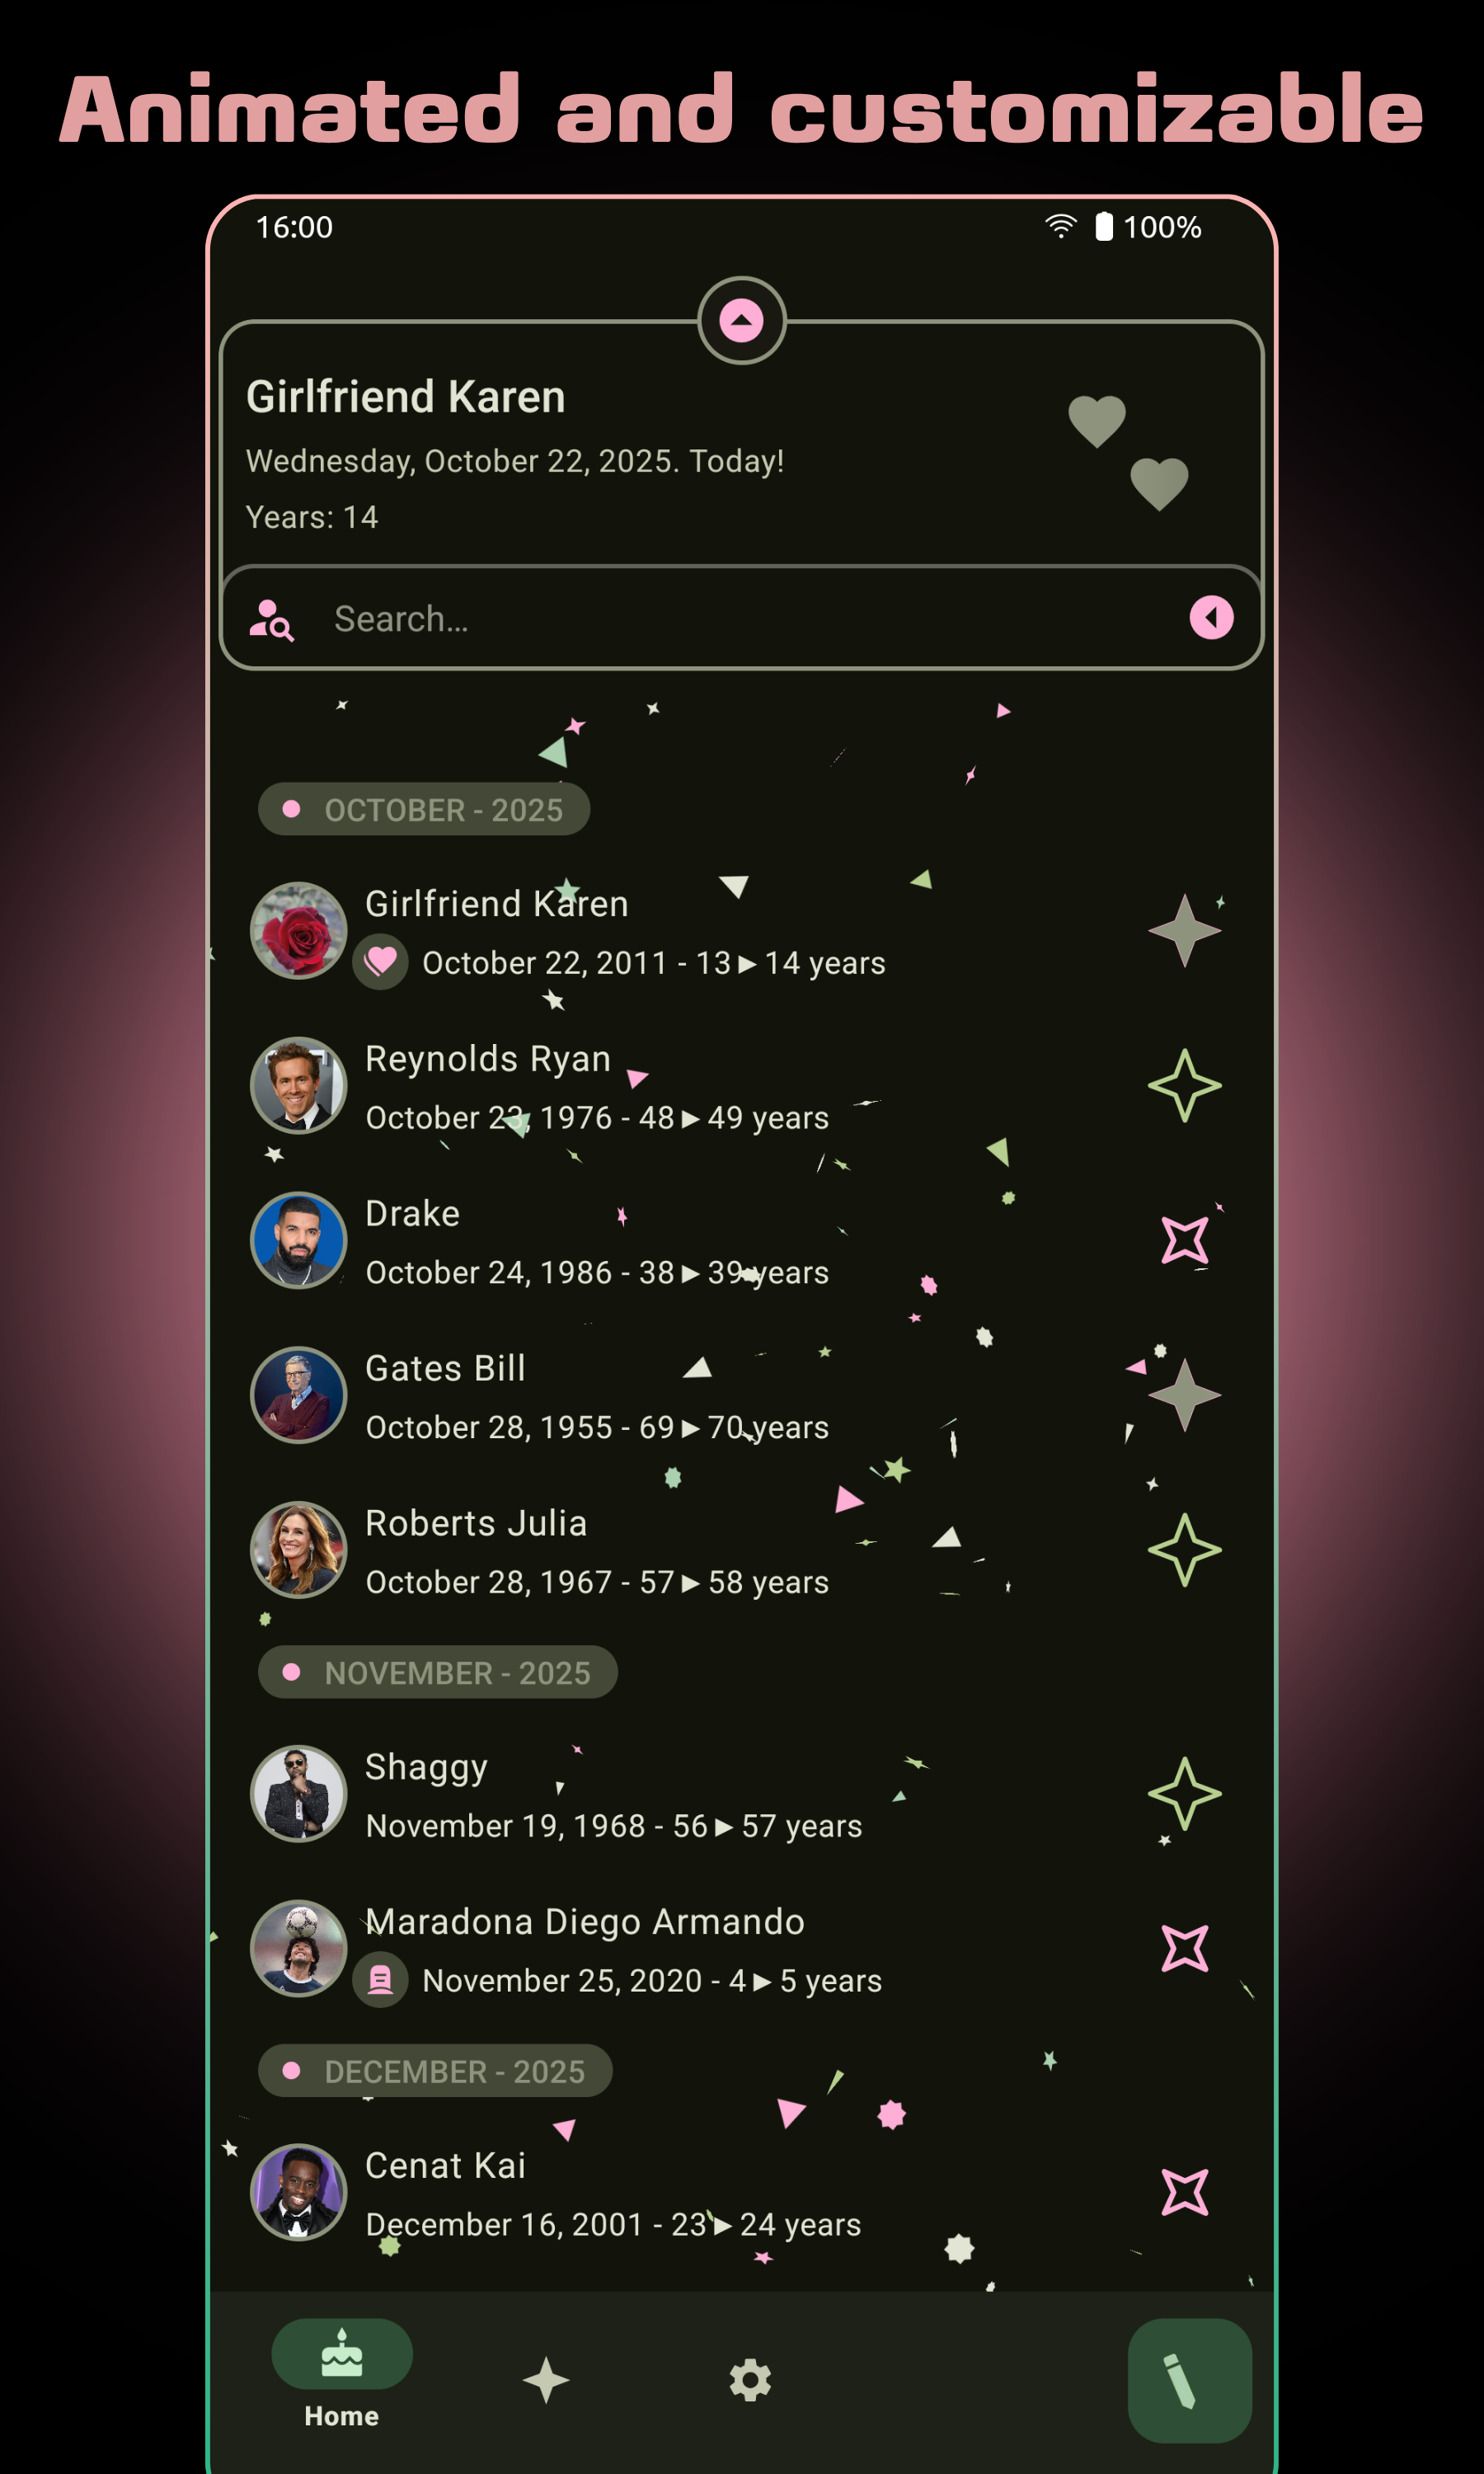 Animated and customizable
16:00
100%
Girlfriend Karen
Wednesday, October 22, 2025. Today!
Years: 14
Search...
OCTOBER - 2025
Girlfriend Karen
October 22, 2011 - 13▶14 years
Reynolds Ryan
October 23, 1976 - 48▶49 years
Drake
October 24, 1986 - 38▶39 years
Gates Bill
October 28, 1955 - 69▶70 years
Roberts Julia
October 28, 1967 - 57▶58 years
NOVEMBER - 2025
Shaggy
November 19, 1968 - 56▶57 years
Maradona Diego Armando
November 25, 2020 - 4▶5 years
DECEMBER - 2025
Cenat Kai
December 16, 2001 - 23▶24 years
Home